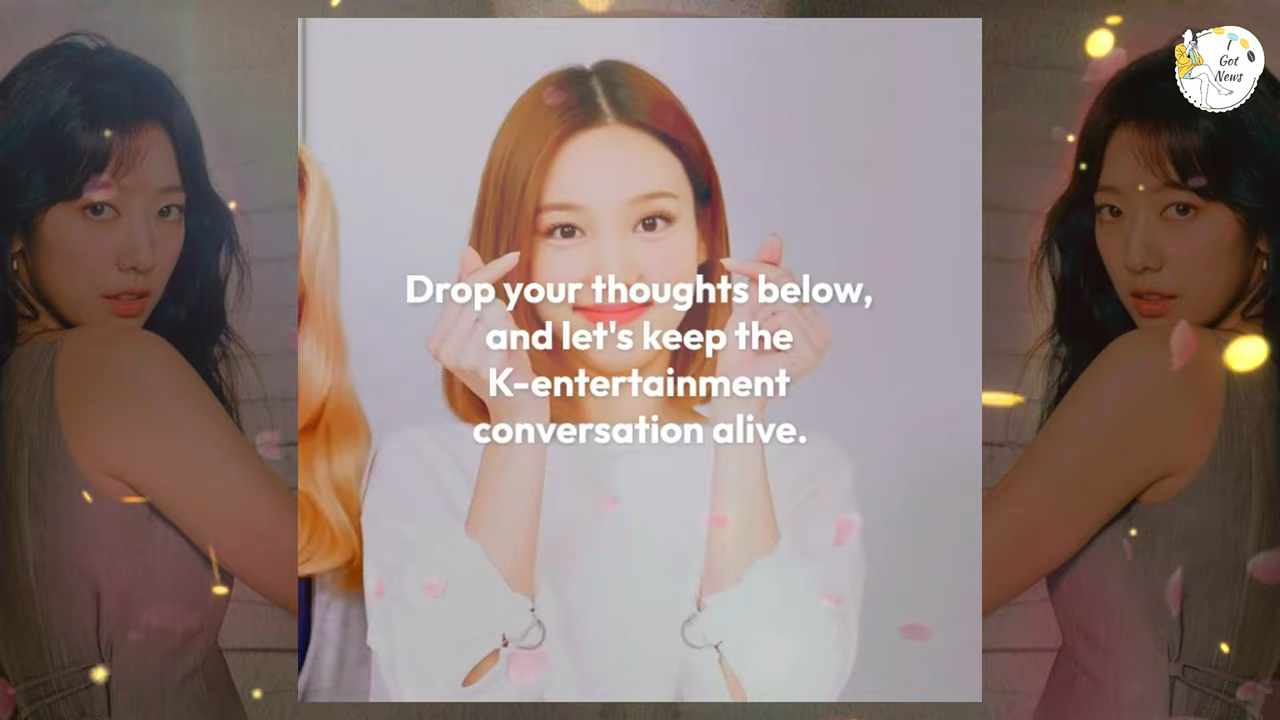 Drop your thoughts below,
and let's keep the
K-entertainment
conversation alive.
I
Got
News